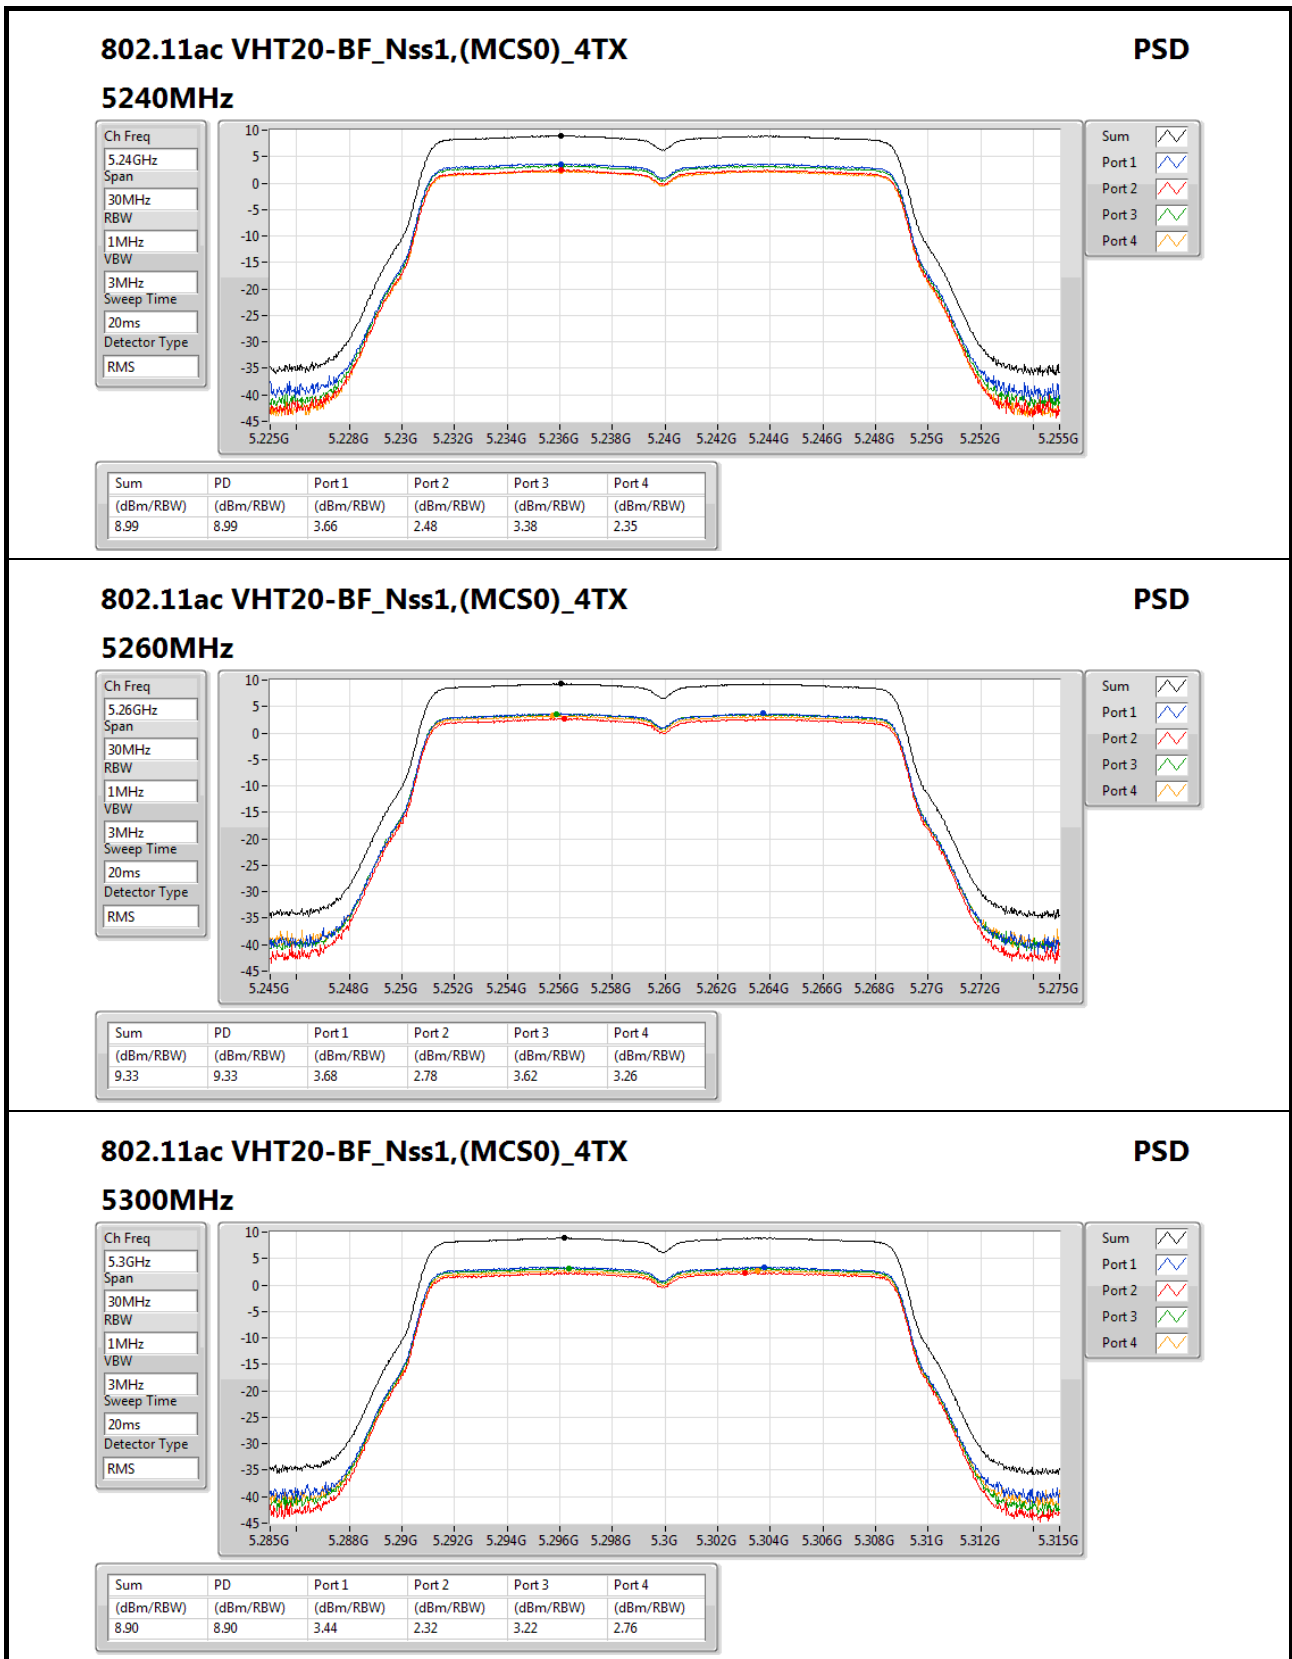 802.11ac VHT20-BF_Nss1,(MCS0)_4TX PSD
5240MHz
Ch Freq
5.24GHz
Span
30MHz
RBW
1MHz
VBW
3MHz
Sweep Time
20ms
Detector Type
RMS
10
5
0
-5
-10
-15
-20
-25
-30
-35
-40
-45
5.225G 5.228G 5.23G 5.232G 5.234G 5.236G 5.238G 5.24G 5.242G 5.244G 5.246G 5.248G 5.25G 5.252G 5.255G
Sum
Port 1
Port 2
Port 3
Port 4
Sum PD Port 1 Port 2 Port 3 Port 4
(dBm/RBW) (dBm/RBW) (dBm/RBW) (dBm/RBW) (dBm/RBW) (dBm/RBW)
8.99 8.99 3.66 2.48 3.38 2.35
802.11ac VHT20-BF_Nss1,(MCS0)_4TX PSD
5260MHz
Ch Freq
5.26GHz
Span
30MHz
RBW
1MHz
VBW
3MHz
Sweep Time
20ms
Detector Type
RMS
10
5
0
-5
-10
-15
-20
-25
-30
-35
-40
-45
5.245G 5.248G 5.25G 5.252G 5.254G 5.256G 5.258G 5.26G 5.262G 5.264G 5.266G 5.268G 5.27G 5.272G 5.275G
Sum
Port 1
Port 2
Port 3
Port 4
Sum PD Port 1 Port 2 Port 3 Port 4
(dBm/RBW) (dBm/RBW) (dBm/RBW) (dBm/RBW) (dBm/RBW) (dBm/RBW)
9.33 9.33 3.68 2.78 3.62 3.26
802.11ac VHT20-BF_Nss1,(MCS0)_4TX PSD
5300MHz
Ch Freq
5.3GHz
Span
30MHz
RBW
1MHz
VBW
3MHz
Sweep Time
20ms
Detector Type
RMS
10
5
0
-5
-10
-15
-20
-25
-30
-35
-40
-45
5.285G 5.288G 5.29G 5.292G 5.294G 5.296G 5.298G 5.3G 5.302G 5.304G 5.306G 5.308G 5.31G 5.312G 5.315G
Sum
Port 1
Port 2
Port 3
Port 4
Sum PD Port 1 Port 2 Port 3 Port 4
(dBm/RBW) (dBm/RBW) (dBm/RBW) (dBm/RBW) (dBm/RBW) (dBm/RBW)
8.90 8.90 3.44 2.32 3.22 2.76